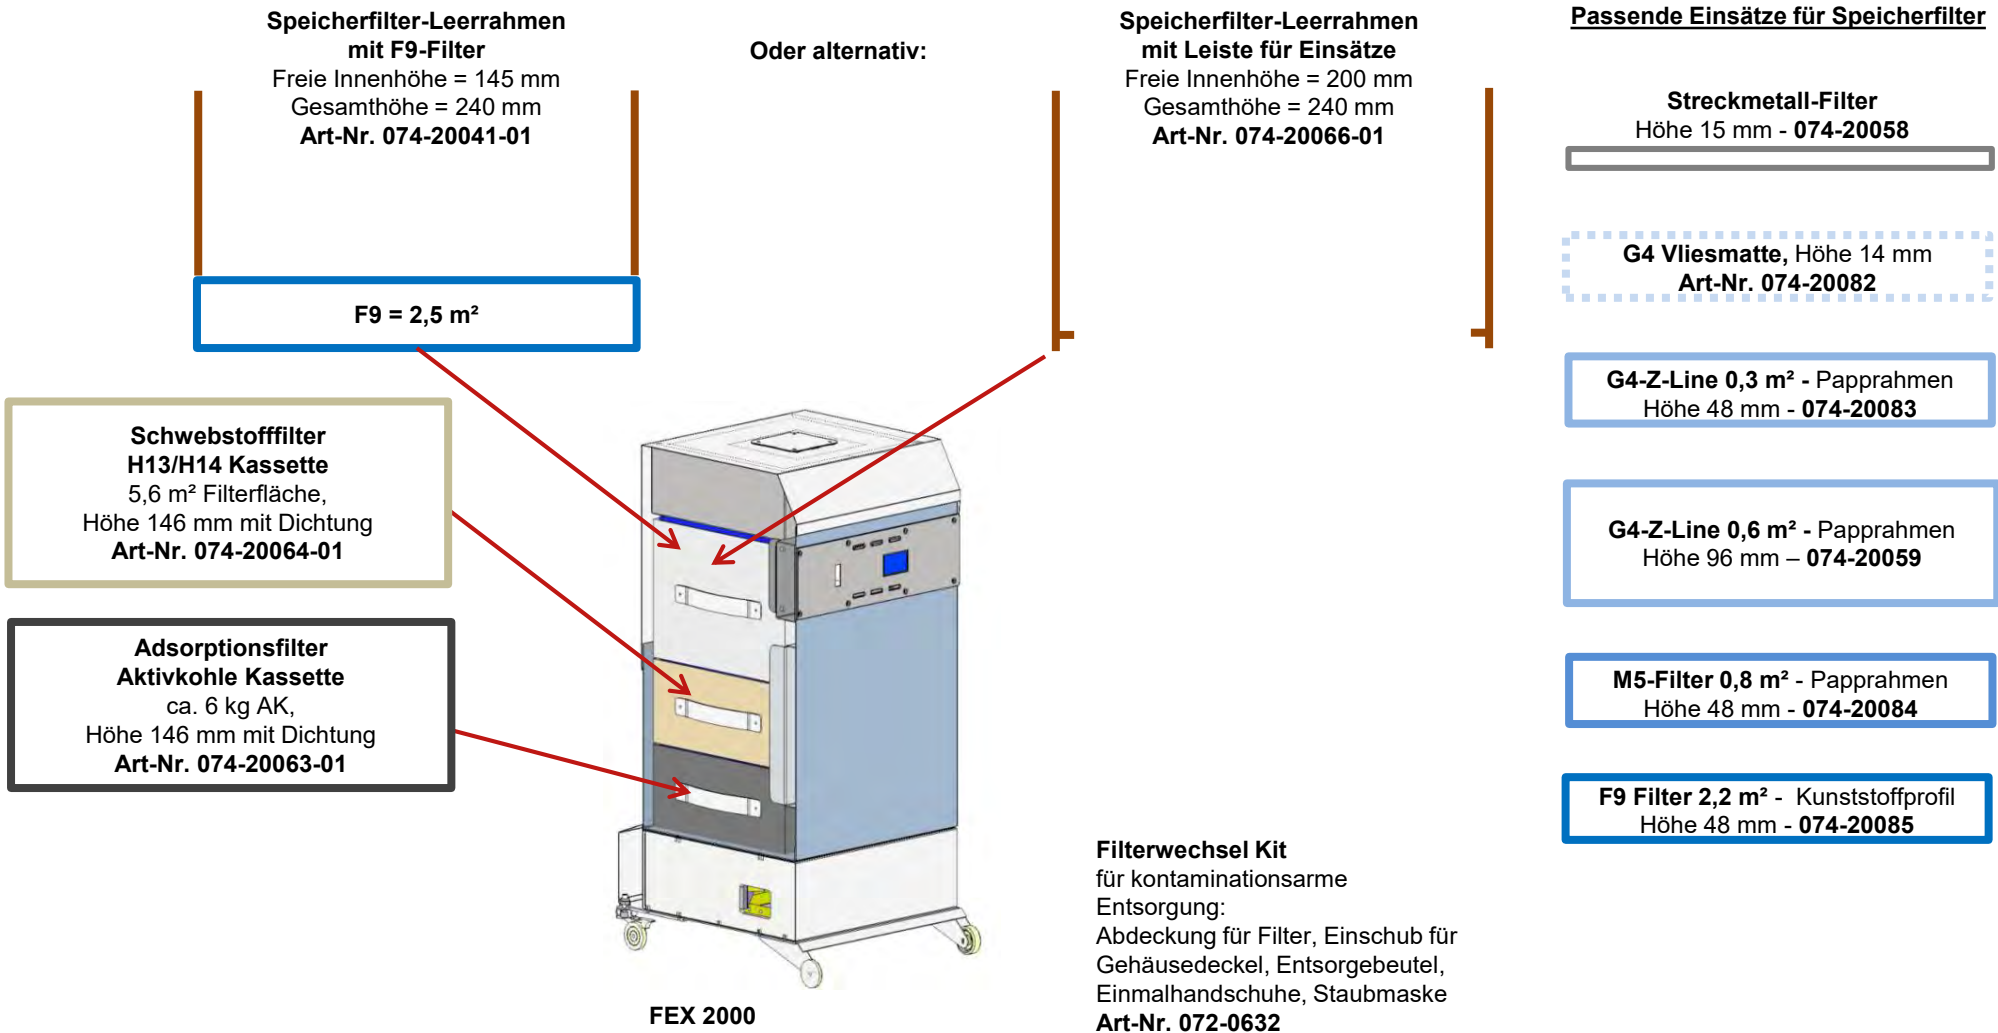 Speicherfilter-Leerrahmen
mit F9-Filter
Freie Innenhöhe = 145 mm
Gesamthöhe = 240 mm
Art-Nr. 074-20041-01
Oder alternativ:
Speicherfilter-Leerrahmen
mit Leiste für Einsätze
Freie Innenhöhe = 200 mm
Gesamthöhe = 240 mm
Art-Nr. 074-20066-01
Passende Einsätze für Speicherfilter
Streckmetall-Filter
Höhe 15 mm - 074-20058
G4 Vliesmatte, Höhe 14 mm
Art-Nr. 074-20082
G4-Z-Line 0,3 m² - Papprahmen
Höhe 48 mm - 074-20083
G4-Z-Line 0,6 m² - Papprahmen
Höhe 96 mm – 074-20059
M5-Filter 0,8 m² - Papprahmen
Höhe 48 mm - 074-20084
F9 Filter 2,2 m² - Kunststoffprofil
Höhe 48 mm - 074-20085
F9 = 2,5 m²
Schwebstofffilter
H13/H14 Kassette
5,6 m² Filterfläche,
Höhe 146 mm mit Dichtung
Art-Nr. 074-20064-01
Adsorptionsfilter
Aktivkohle Kassette
ca. 6 kg AK,
Höhe 146 mm mit Dichtung
Art-Nr. 074-20063-01
FEX 2000
Filterwechsel Kit
für kontaminationsarme
Entsorgung:
Abdeckung für Filter, Einschub für
Gehäusedeckel, Entsorgebeutel,
Einmalhandschuhe, Staubmaske
Art-Nr. 072-0632